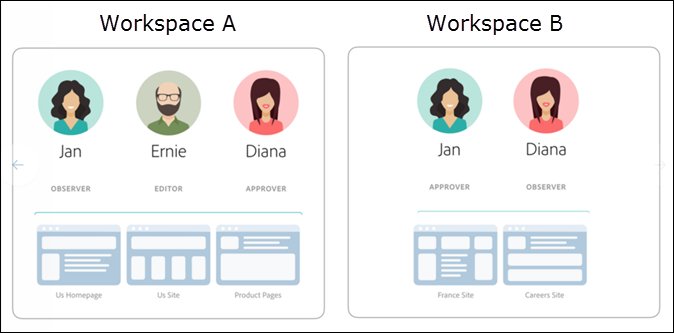 Workspace A
Workspace B
Jan
Ernie
Diana
OBSERVER
EDITOR
APPROVER
Us Homepage
Us Site
Product Pages
Jan
Diana
APPROVER
OBSERVER
France Site
Careers Site